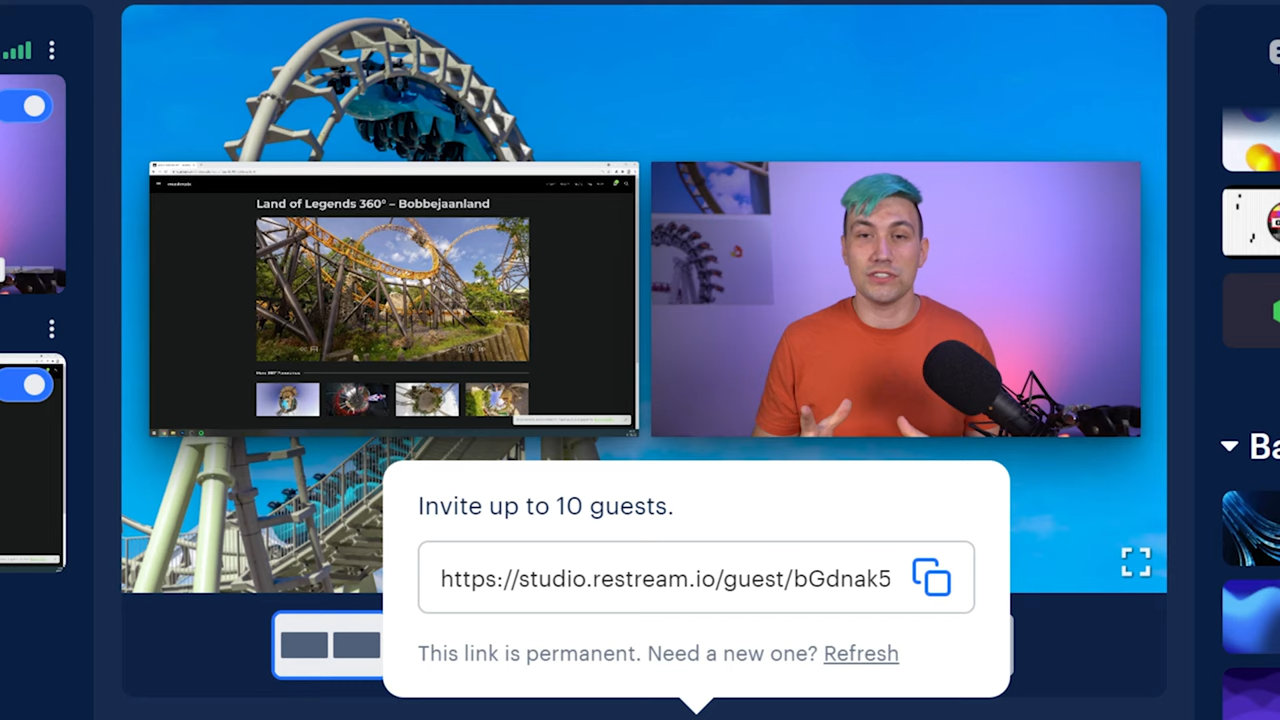 Land of Legends 360° – Bobbejaanland
Invite up to 10 guests.
https://studio.restream.io/guest/bGdnak5
This link is permanent. Need a new one? Refresh
Ba